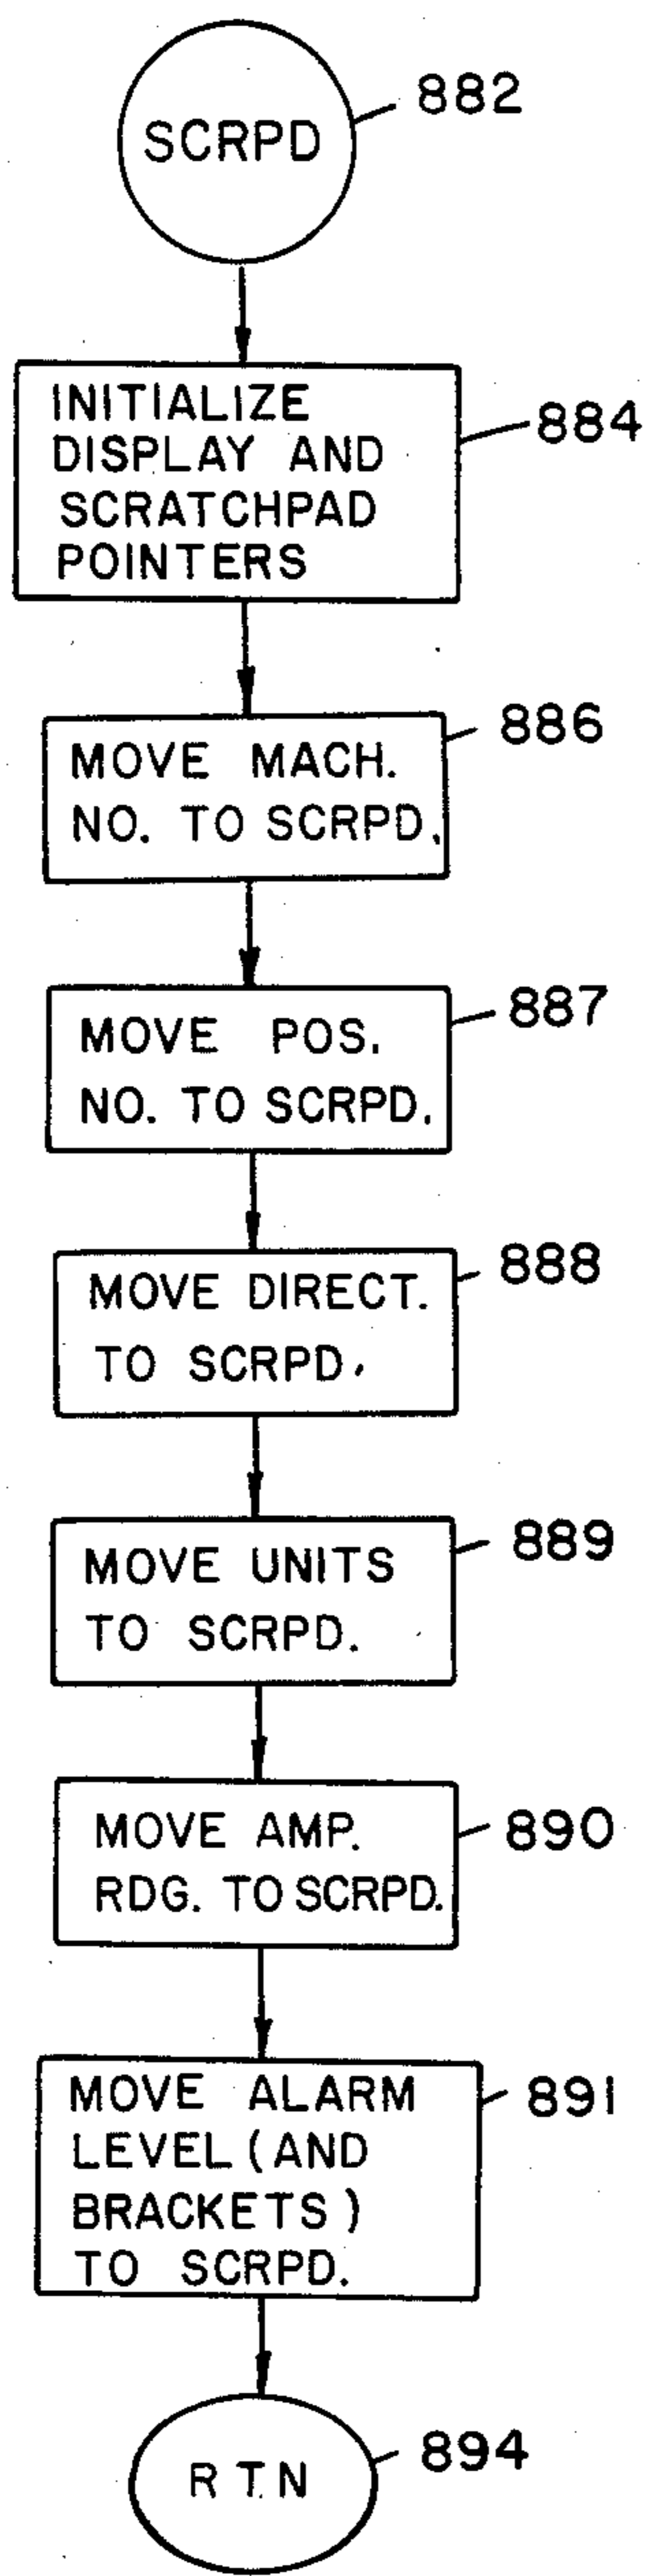 SCRPD
882
INITIALIZE
DISPLAY AND
SCRATCHPAD
POINTERS
884
MOVE MACH.
NO. TO SCRPD.
886
MOVE POS.
NO. TO SCRPD.
887
MOVE DIRECT.
TO SCRPD.
888
MOVE UNITS
TO SCRPD.
889
MOVE AMP.
RDG. TO SCRPD.
890
MOVE ALARM
LEVEL (AND
BRACKETS)
TO SCRPD.
891
RTN
894